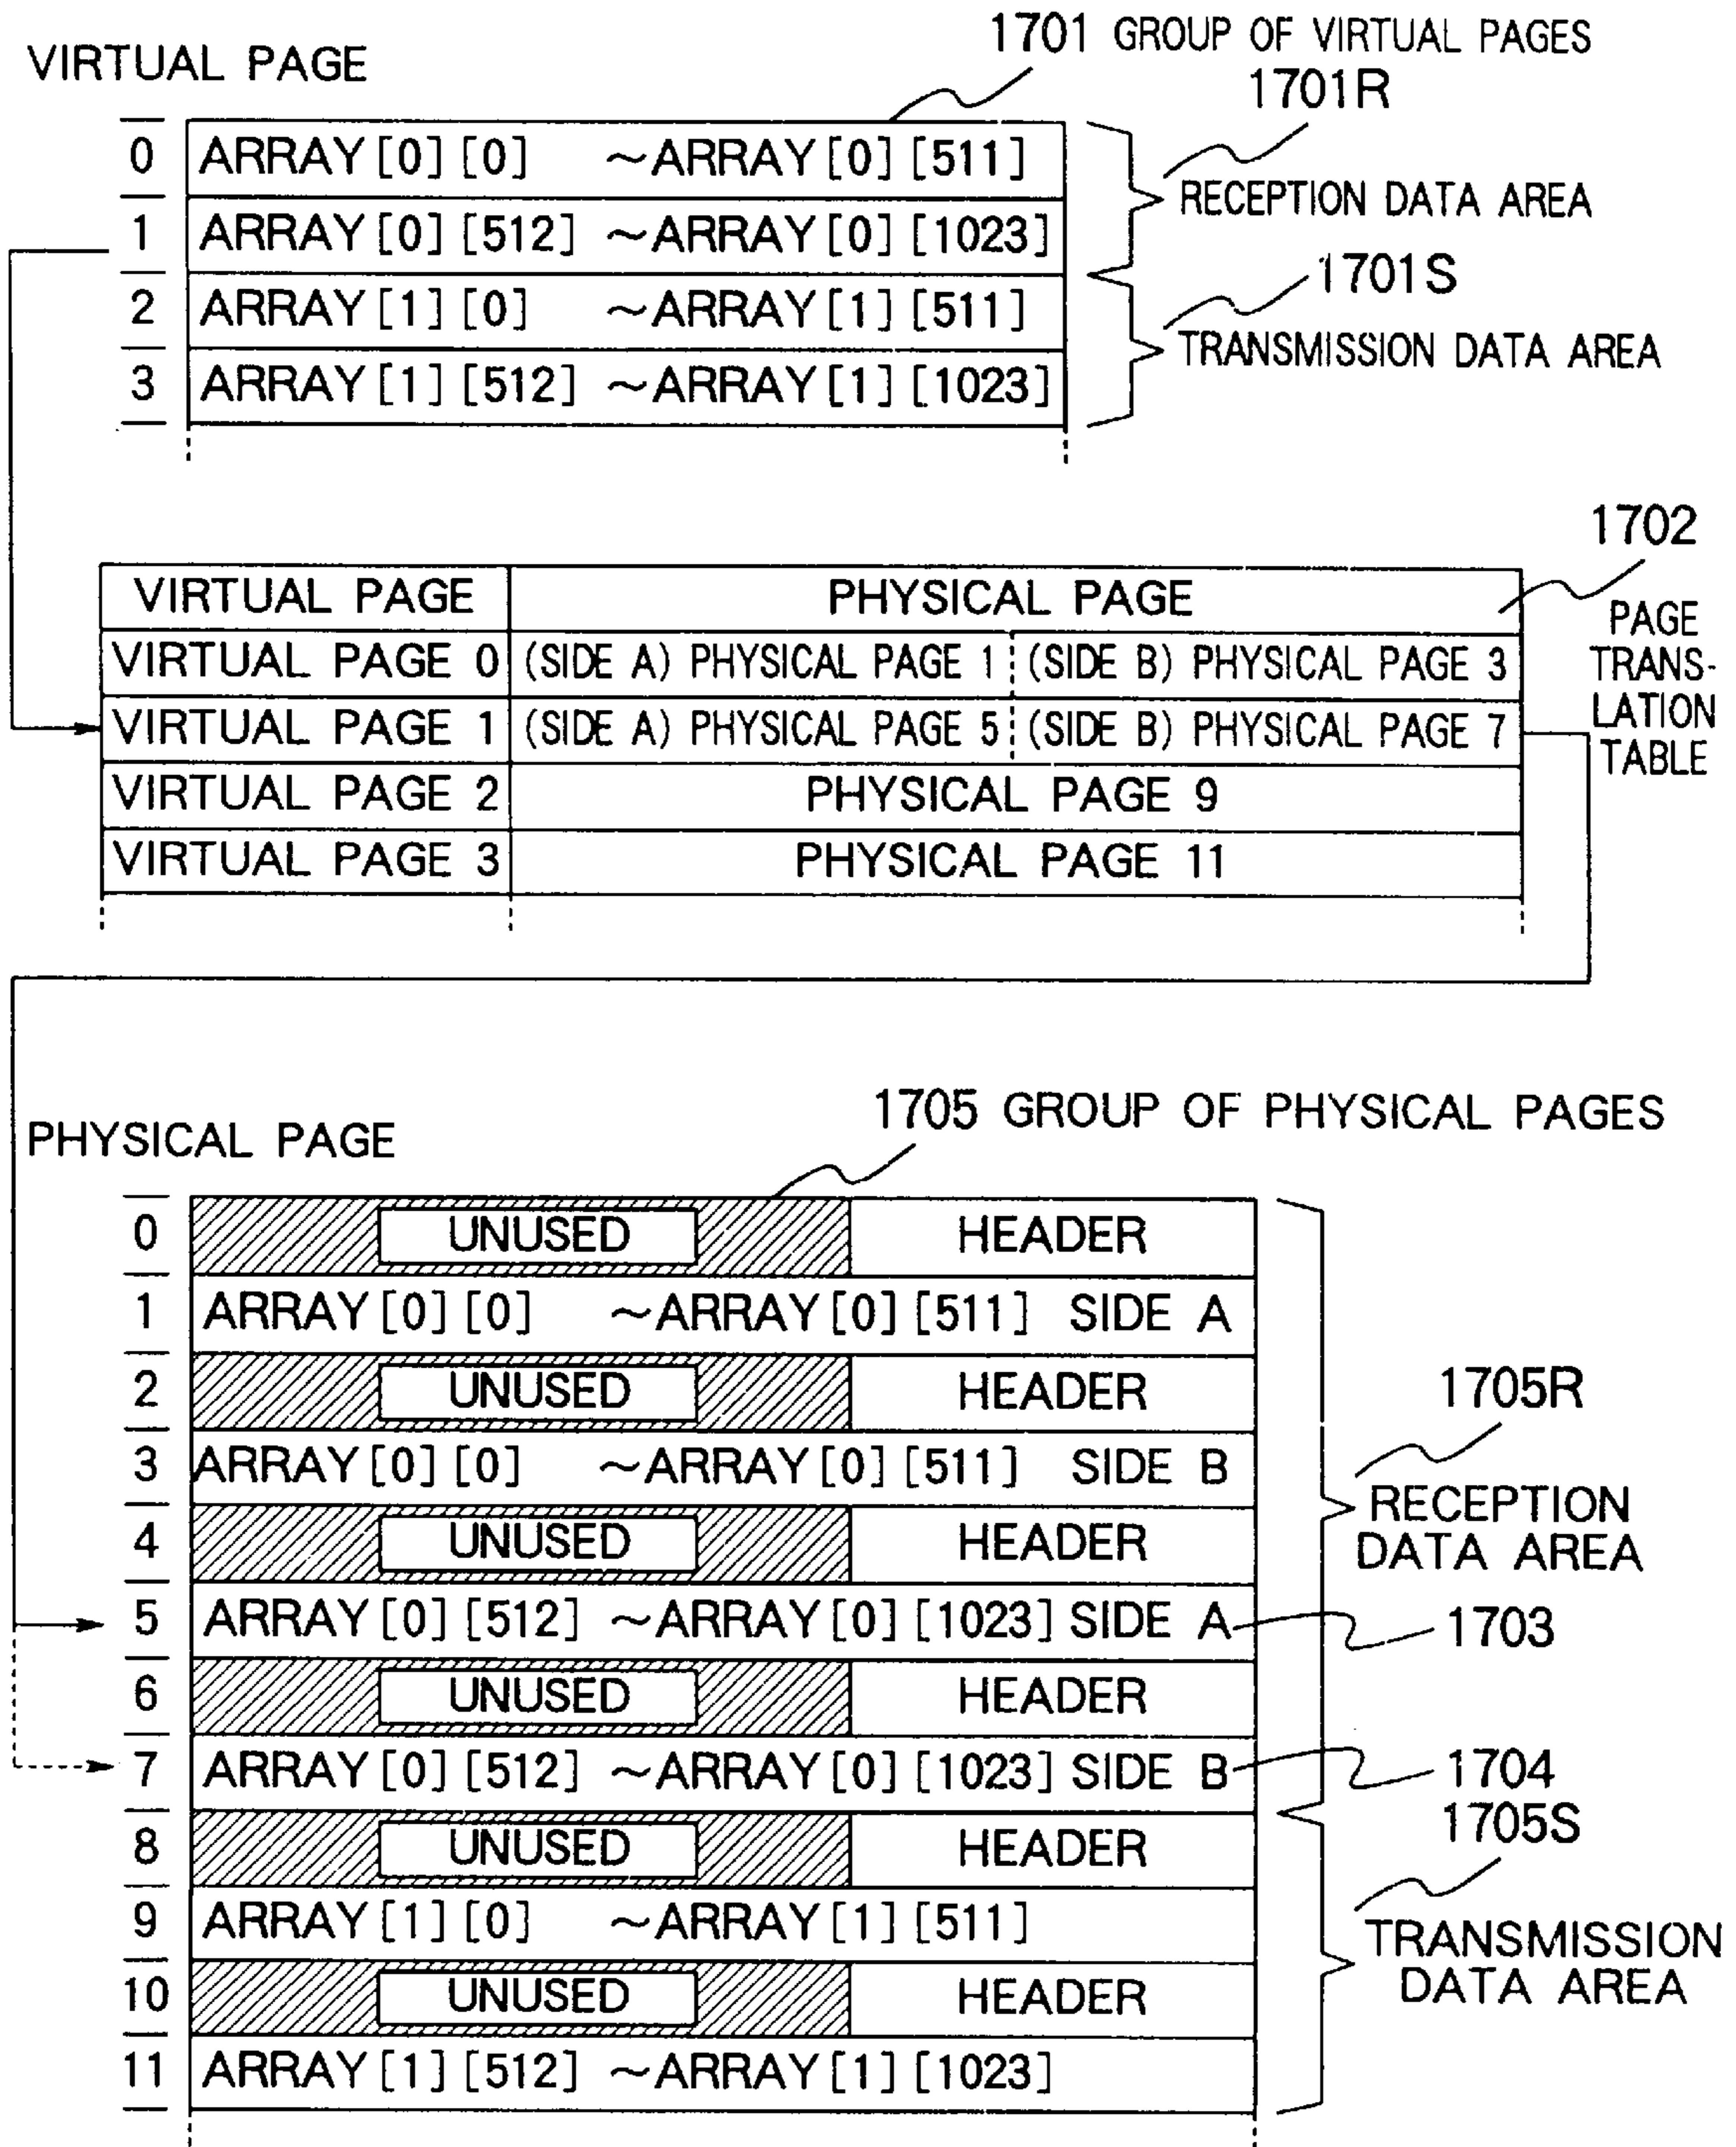 1701 GROUP OF VIRTUAL PAGES
VIRTUAL PAGE
1701R
0 ARRAY[0][0] ~ARRAY[0][511]
RECEPTION DATA AREA
1 ARRAY[0][512] ~ARRAY[0][1023]
1701S
2 ARRAY[1][0] ~ARRAY[1][511]
TRANSMISSION DATA AREA
3 ARRAY[1][512] ~ARRAY[1][1023]
1702
PAGE
TRANS-
LATION
TABLE
VIRTUAL PAGE PHYSICAL PAGE
VIRTUAL PAGE 0 (SIDE A) PHYSICAL PAGE 1 (SIDE B) PHYSICAL PAGE 3
VIRTUAL PAGE 1 (SIDE A) PHYSICAL PAGE 5 (SIDE B) PHYSICAL PAGE 7
VIRTUAL PAGE 2 PHYSICAL PAGE 9
VIRTUAL PAGE 3 PHYSICAL PAGE 11
1705 GROUP OF PHYSICAL PAGES
PHYSICAL PAGE
0 UNUSED HEADER
1 ARRAY[0][0] ~ARRAY[0][511] SIDE A
2 UNUSED HEADER
1705R
3 ARRAY[0][0] ~ARRAY[0][511] SIDE B
RECEPTION
DATA AREA
4 UNUSED HEADER
5 ARRAY[0][512] ~ARRAY[0][1023] SIDE A 1703
6 UNUSED HEADER
7 ARRAY[0][512] ~ARRAY[0][1023] SIDE B 1704
1705S
8 UNUSED HEADER
9 ARRAY[1][0] ~ARRAY[1][511]
TRANSMISSION
DATA AREA
10 UNUSED HEADER
11 ARRAY[1][512] ~ARRAY[1][1023]